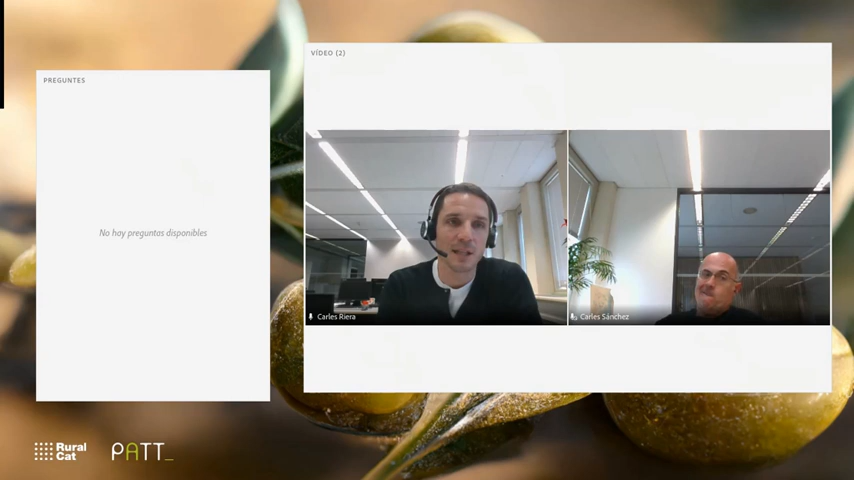 PREGUNTES
No hay preguntas disponibles
VÍDEO (2)
Carles Riera
Carles Sánchez
Rural
Cat
PATT_